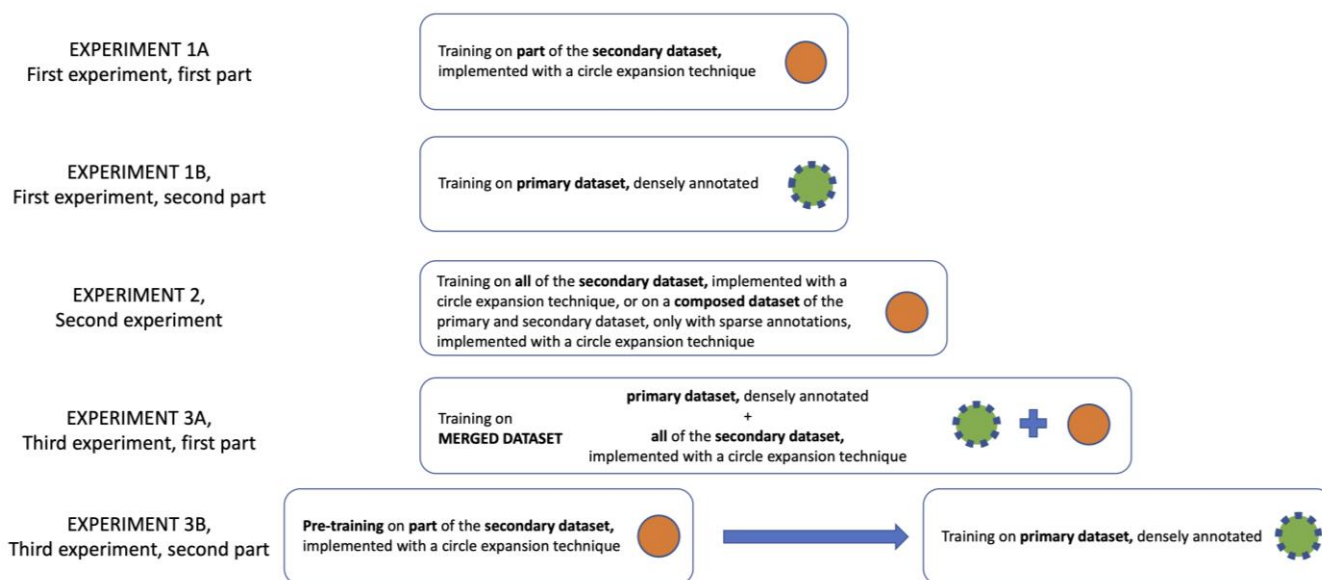 EXPERIMENT 1A
First experiment, first part
Training on part of the secondary dataset,
implemented with a circle expansion technique
EXPERIMENT 1B,
First experiment, second part
Training on primary dataset, densely annotated
EXPERIMENT 2,
Second experiment
Training on all of the secondary dataset, implemented with a
circle expansion technique, or on a composed dataset of the
primary and secondary dataset, only with sparse annotations,
implemented with a circle expansion technique
EXPERIMENT 3A,
Third experiment, first part
Training on
MERGED DATASET
primary dataset, densely annotated
+
all of the secondary dataset,
implemented with a circle expansion technique
EXPERIMENT 3B,
Third experiment, second part
Pre-training on part of the secondary dataset,
implemented with a circle expansion technique
Training on primary dataset, densely annotated